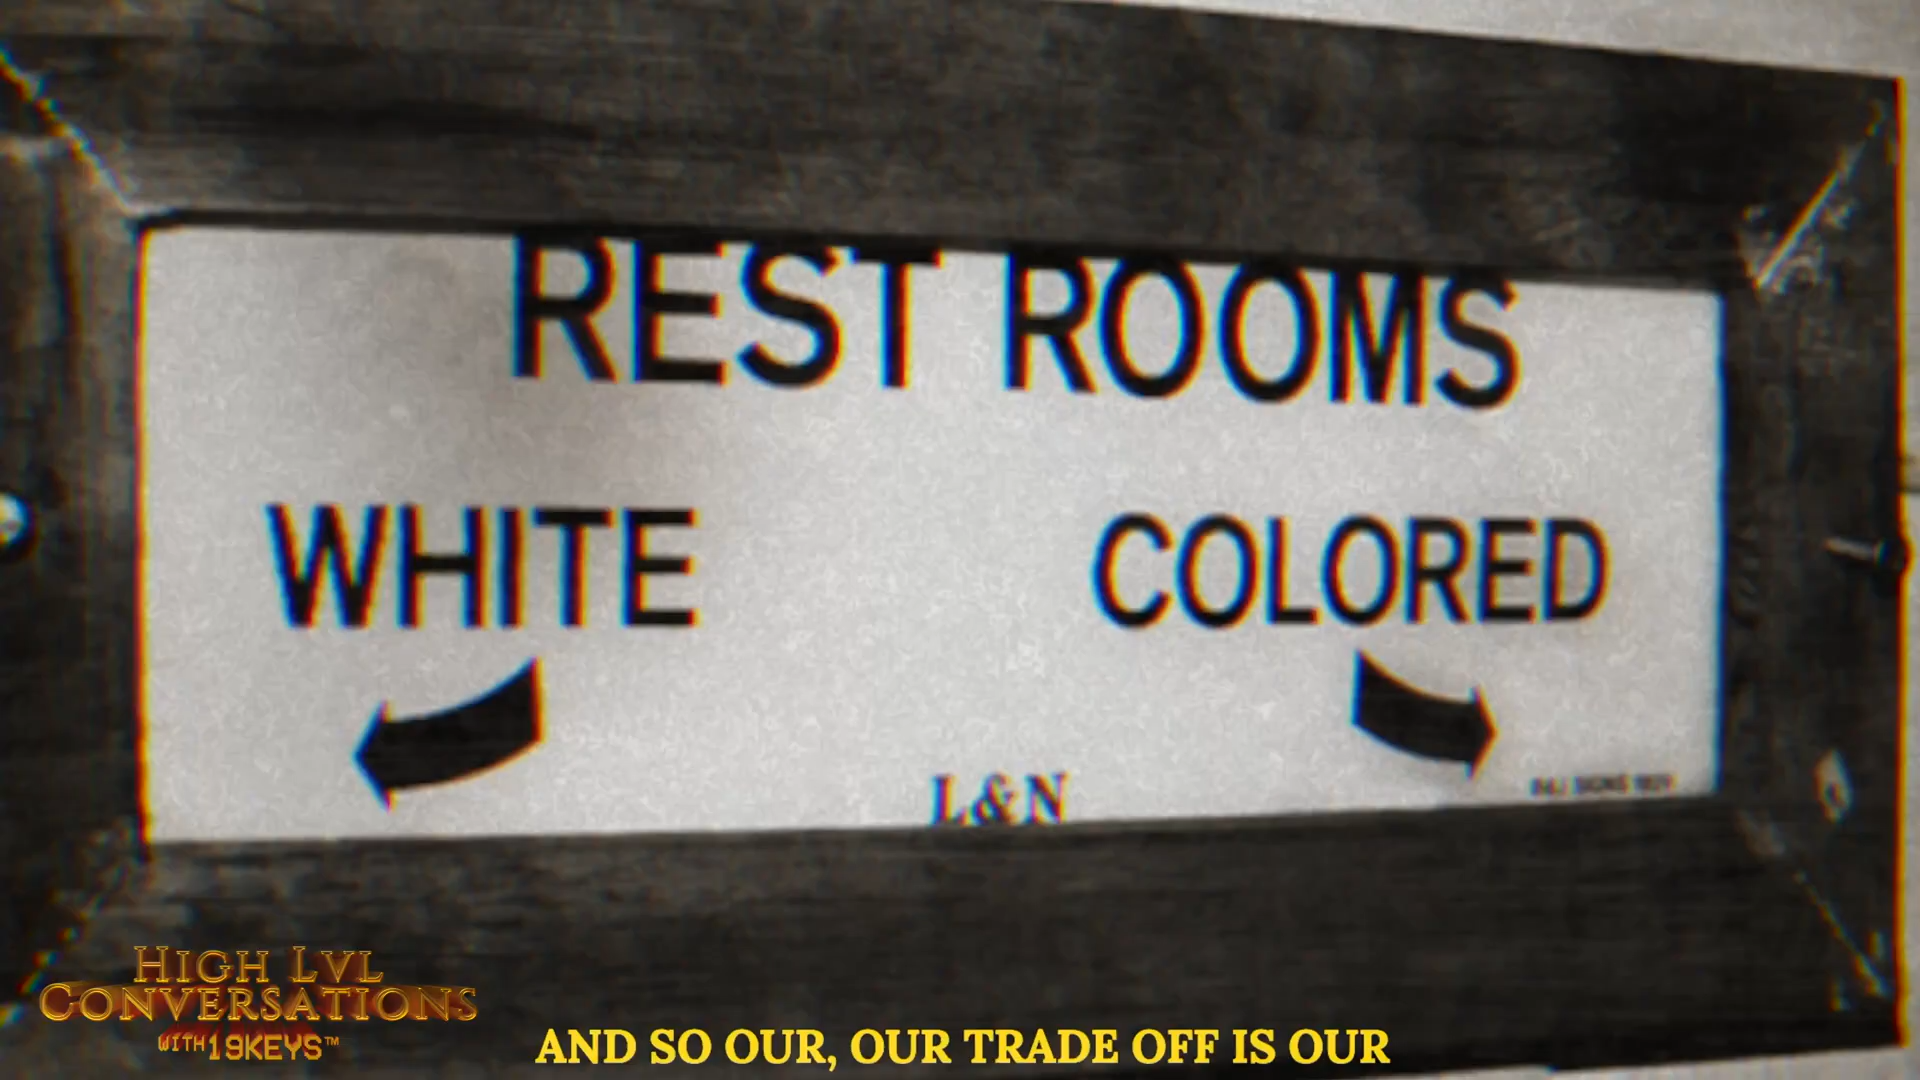 REST ROOMS
WHITE COLORED
L&N
HIGH LVL
CONVERSATIONS
WITH 19KEYS™
AND SO OUR, OUR TRADE OFF IS OUR